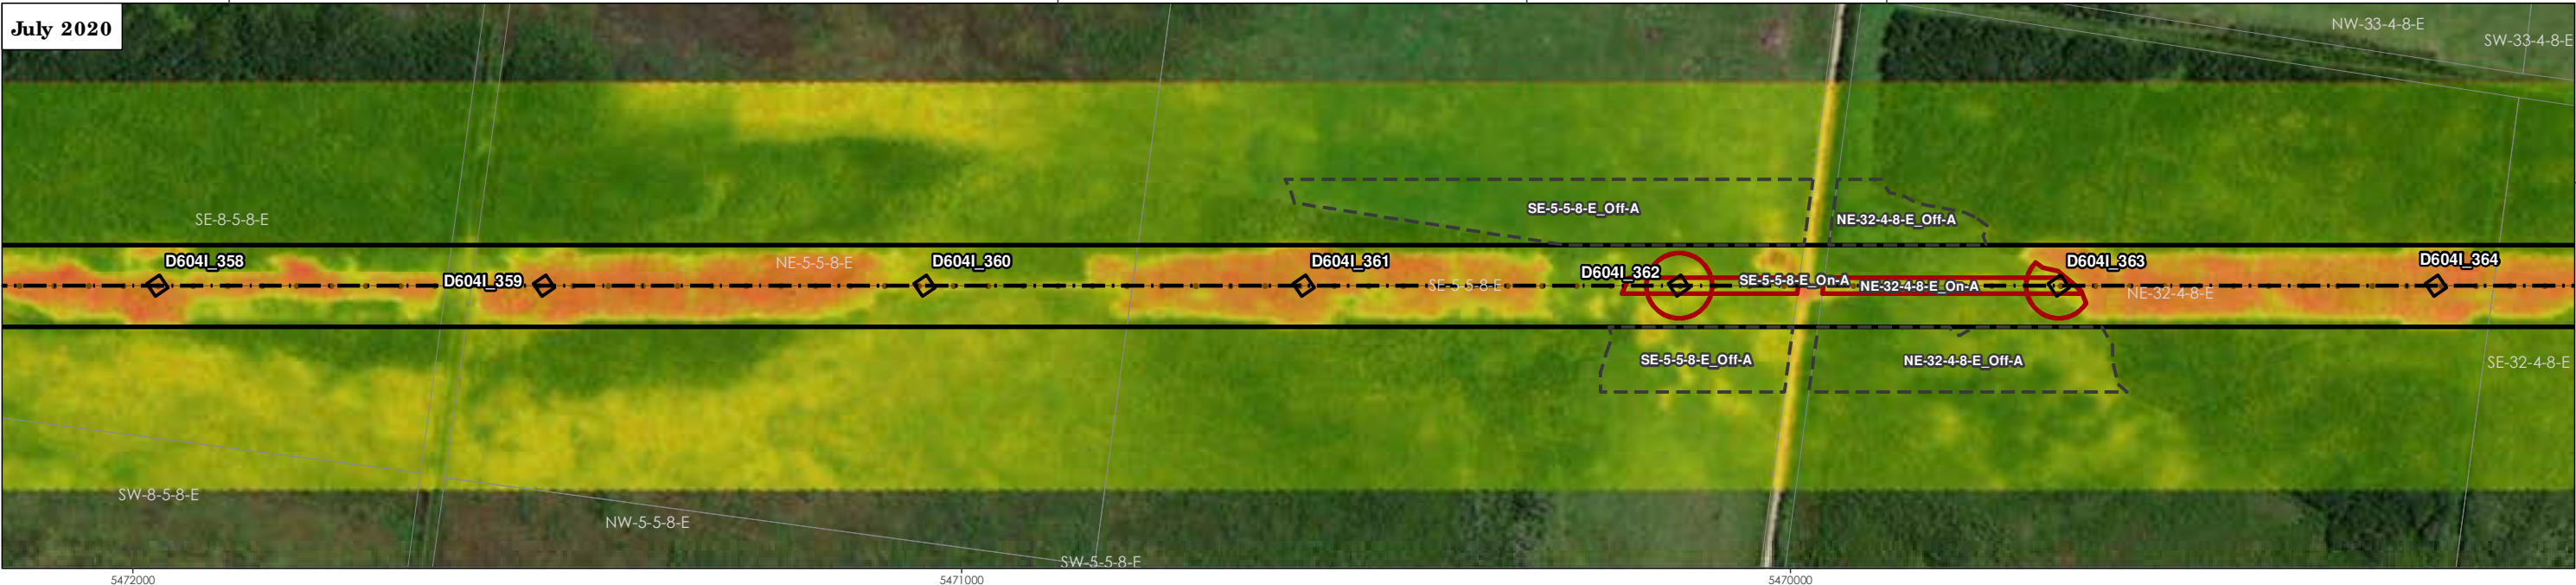 July 2020
NW-33-4-8-E
SW-33-4-8-E
SE-8-5-8-E
SE-5-5-8-E_Off-A
NE-32-4-8-E_Off-A
D604I_358
D604I_359
NE-5-5-8-E
D604I_360
D604I_361
SE-5-5-8-E
D604I_362
SE-5-5-8-E_On-A
NE-32-4-8-E_On-A
D604I_363
NE-32-4-8-E
D604I_364
SE-5-5-8-E_Off-A
NE-32-4-8-E_Off-A
SE-32-4-8-E
SW-8-5-8-E
NW-5-5-8-E
SW-5-5-8-E
5472000
5471000
5470000